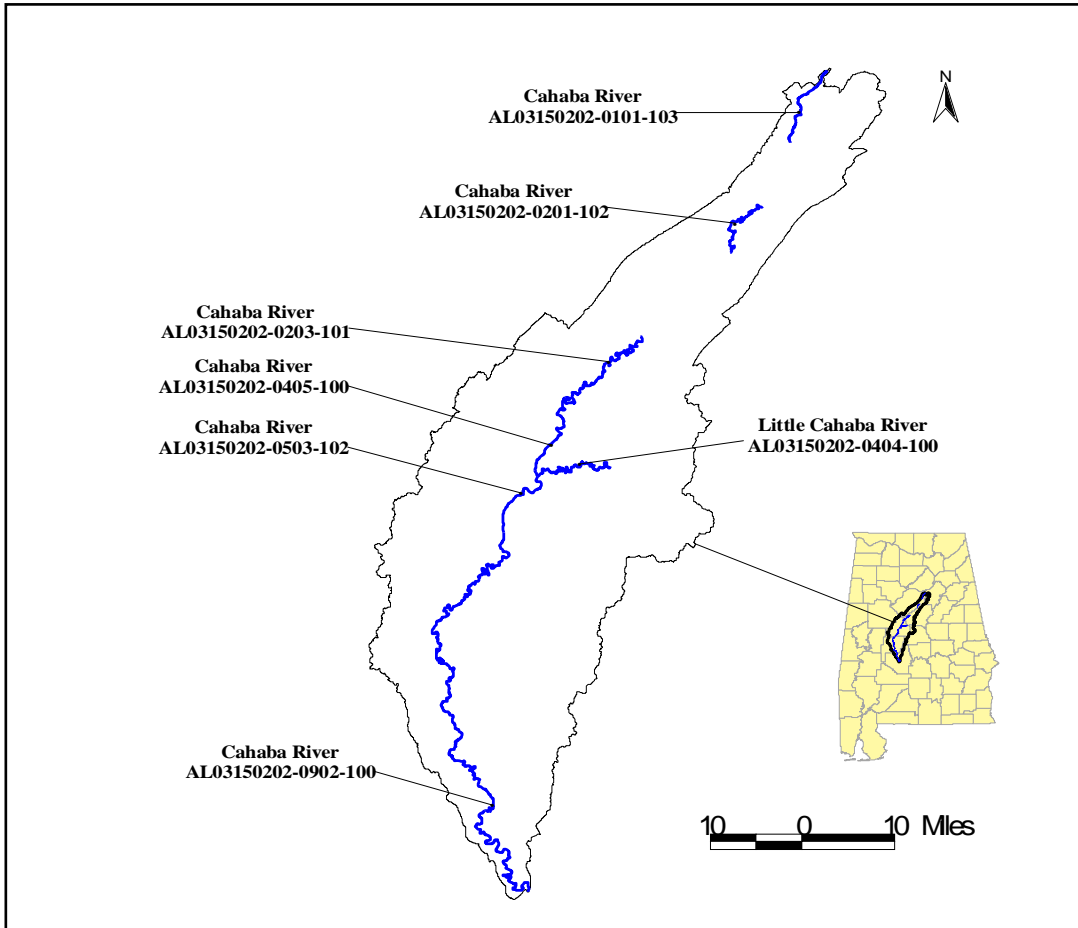 Cahaba River
AL03150202-0101-103
N
Cahaba River
AL03150202-0201-102
Cahaba River
AL03150202-0203-101
Cahaba River
AL03150202-0405-100
Cahaba River
AL03150202-0503-102
Little Cahaba River
AL03150202-0404-100
Cahaba River
AL03150202-0902-100
10 0 10 Miles